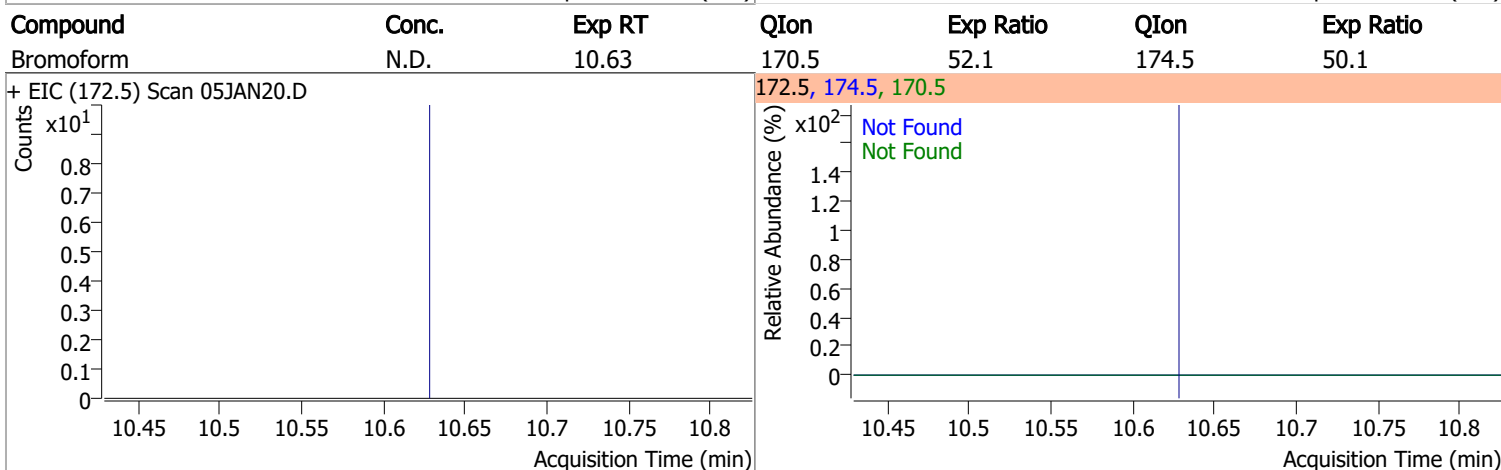 Compound Conc. Exp RT QIon Exp Ratio QIon Exp Ratio
Bromoform N.D. 10.63 170.5 52.1 174.5 50.1
+ EIC (172.5) Scan 05JAN20.D
Counts
x101
0.8
0.7
0.6
0.5
0.4
0.3
0.2
0.1
0
10.45 10.5 10.55 10.6 10.65 10.7 10.75 10.8
Acquisition Time (min)
172.5, 174.5, 170.5
Relative Abundance (%)
x102
Not Found
Not Found
1.4
1.2
1
0.8
0.6
0.4
0.2
0
10.45 10.5 10.55 10.6 10.65 10.7 10.75 10.8
Acquisition Time (min)